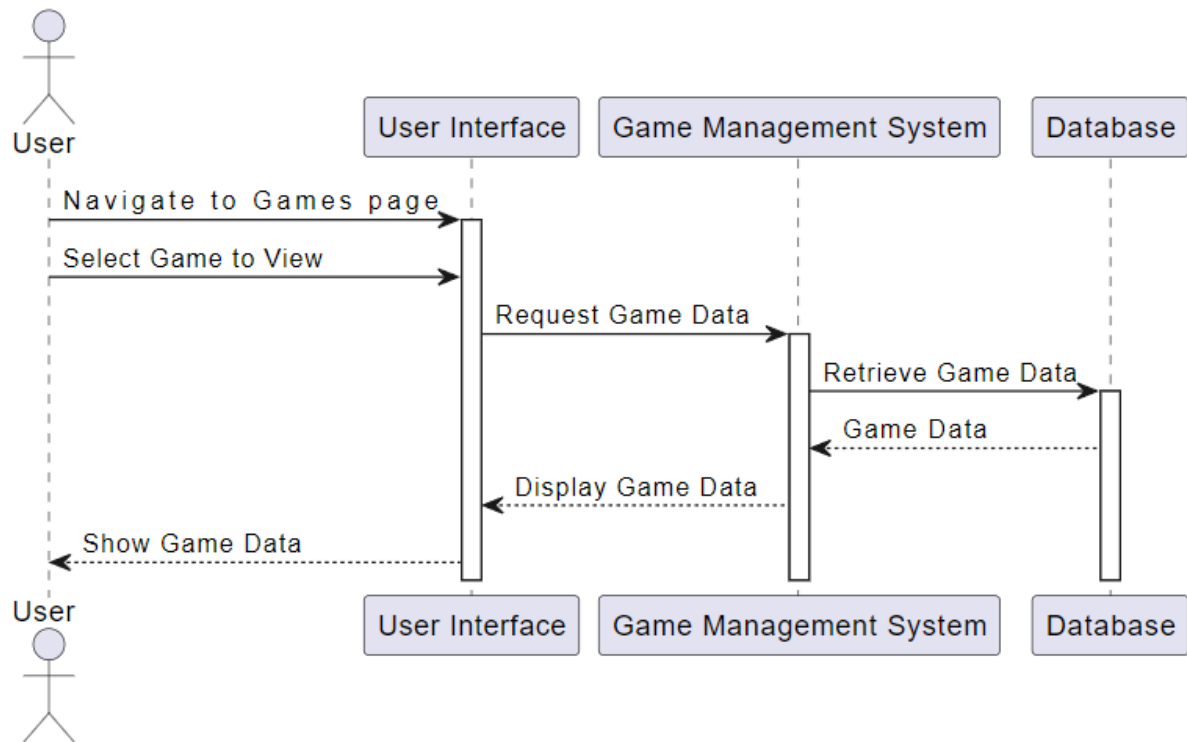 User
User Interface
Game Management System
Database
Navigate to Games page
Select Game to View
Request Game Data
Retrieve Game Data
Game Data
Display Game Data
Show Game Data
User
User Interface
Game Management System
Database